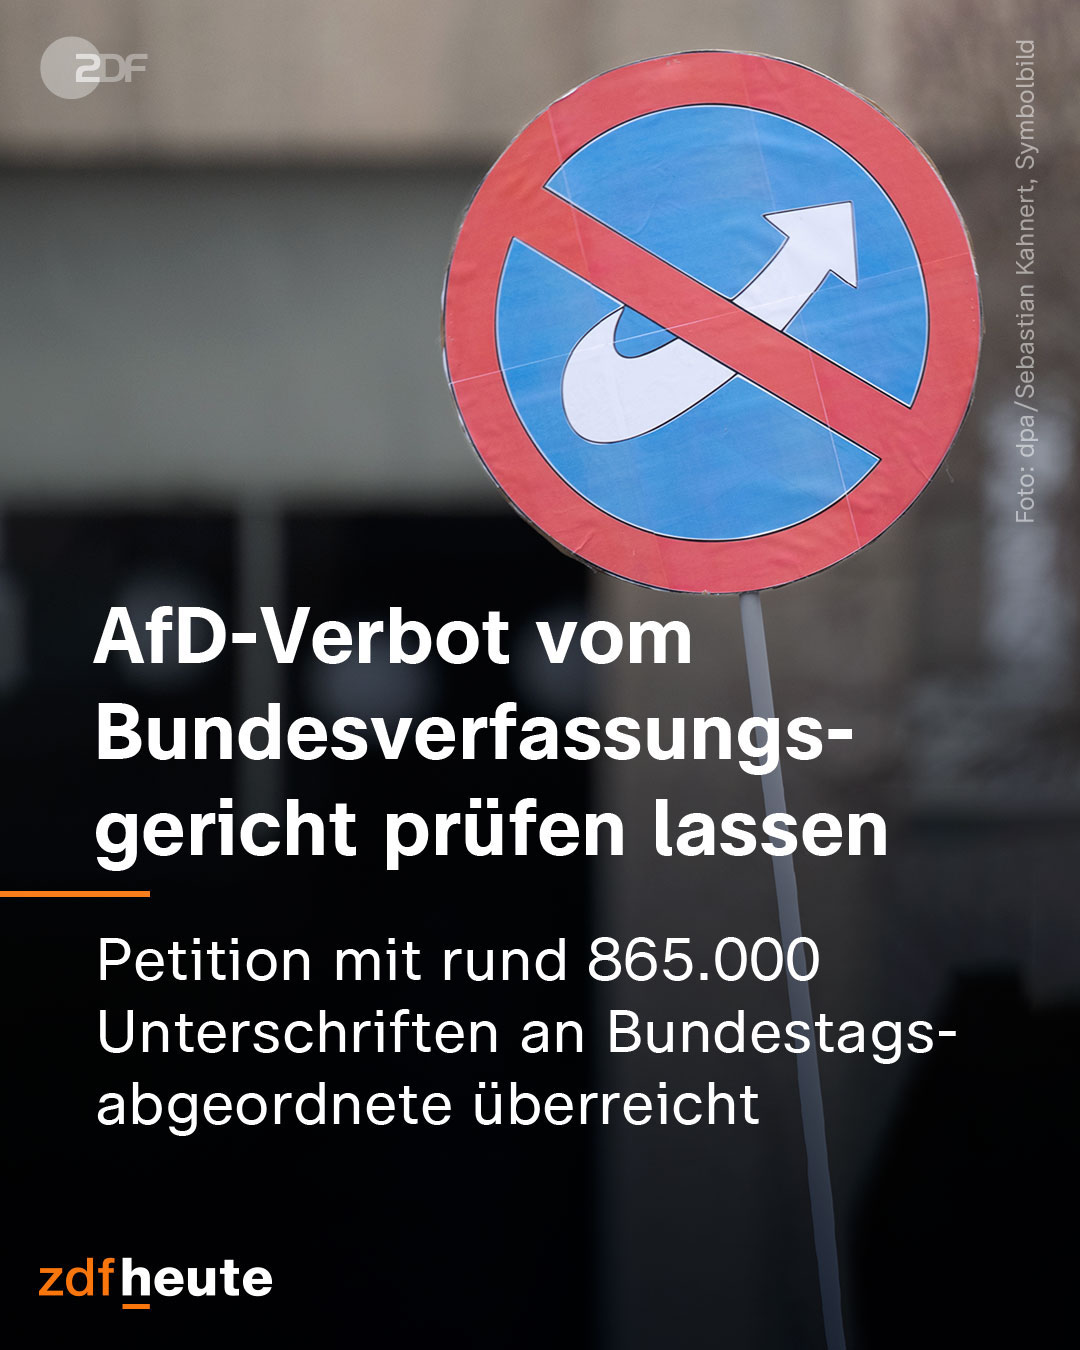 ZDF
Foto: dpa/Sebastian Kahnert, Symbolbild
AfD-Verbot vom
Bundesverfassungs-
gericht prüfen lassen
Petition mit rund 865.000
Unterschriften an Bundestags-
abgeordnete überreicht
zdfheute